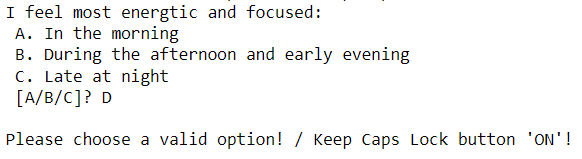 I feel most energtic and focused:
A. In the morning
B. During the afternoon and early evening
C. Late at night
[A/B/C]? D
Please choose a valid option! / Keep Caps Lock button 'ON'!